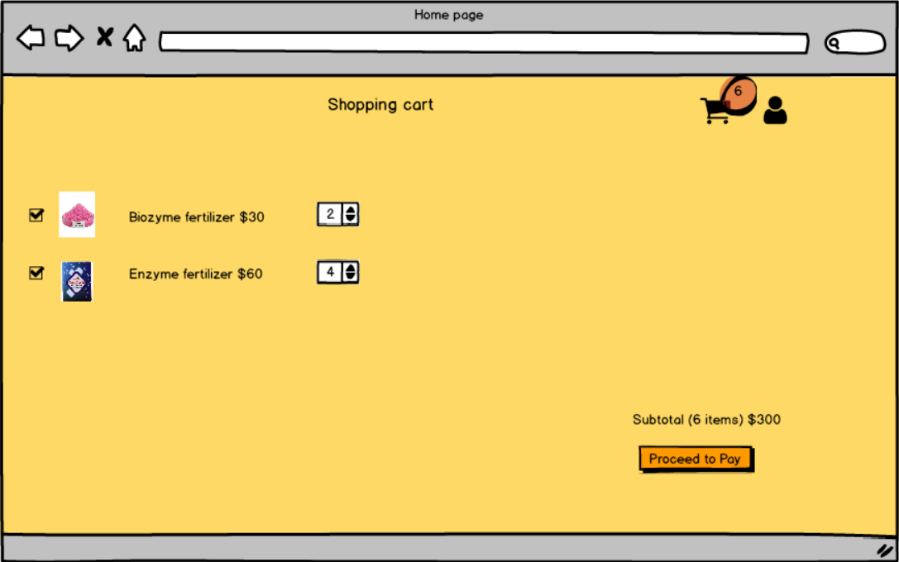 Home page
Shopping cart
6
Biozyme fertilizer $30
2
Enzyme fertilizer $60
4
Subtotal (6 items) $300
Proceed to Pay